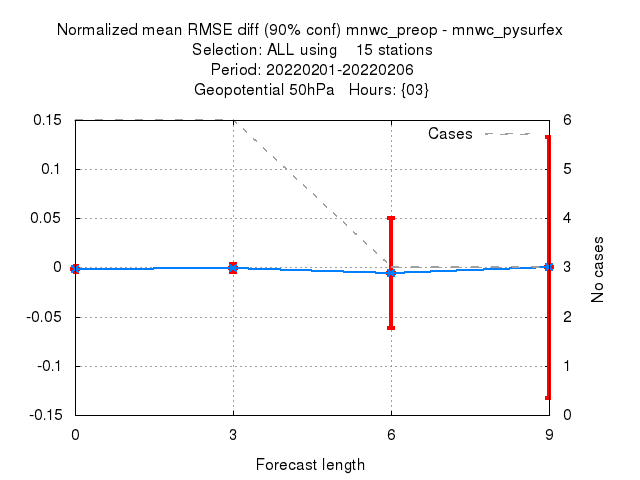 Normalized mean RMSE diff (90% conf) mnwc_preop - mnwc_pysurfex
Selection: ALL using    15 stations
Period: 20220201-20220206
Geopotential 50hPa   Hours: {03}
Cases
0.15
0.1
0.05
0
-0.05
-0.1
-0.15
6
5
4
3
2
1
0
No cases
0 3 6 9
Forecast length